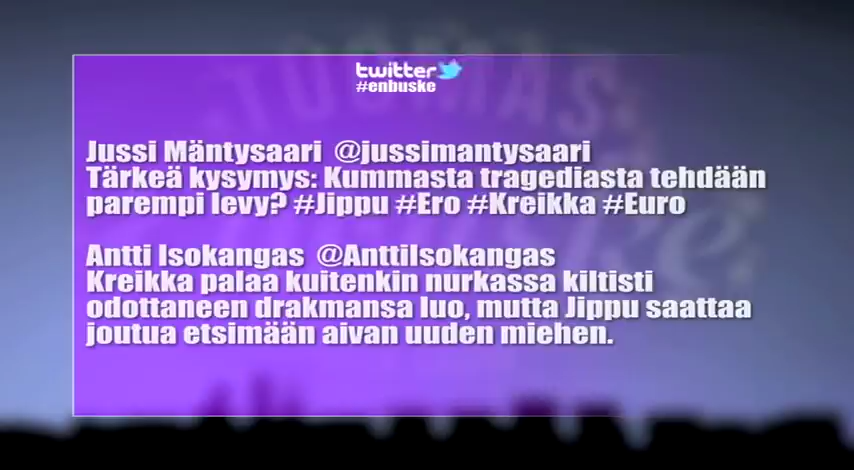 twitter
#enbuske
Jussi Mäntysaari @jussimantysaari
Tärkeä kysymys: Kummasta tragediasta tehdään
parempi levy? #Jippu #Ero #Kreikka #Euro
Antti Isokangas @AnttiIsokangas
Kreikka palaa kuitenkin nurkassa kiltisti
odottaneen drakmansa luo, mutta Jippu saattaa
joutua etsimään aivan uuden miehen.